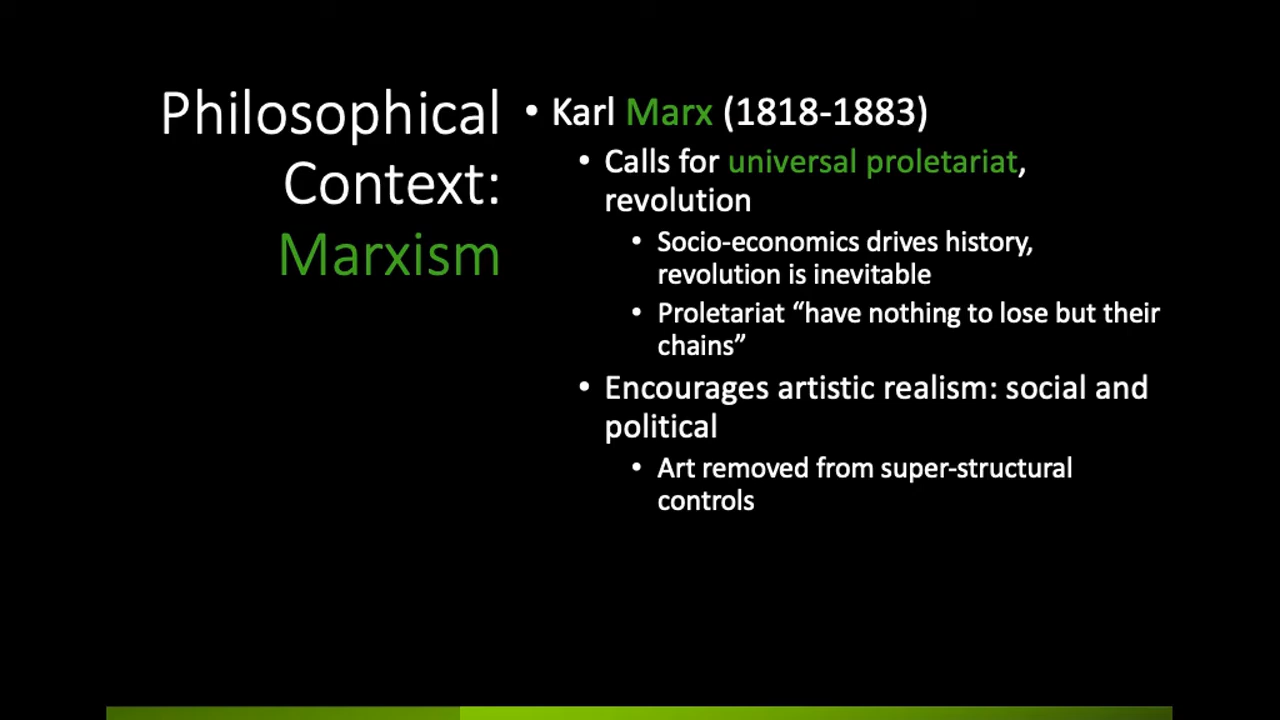 Philosophical
Context:
Marxism
• Karl Marx (1818-1883)
• Calls for universal proletariat,
revolution
• Socio-economics drives history,
revolution is inevitable
• Proletariat “have nothing to lose but their
chains”
• Encourages artistic realism: social and
political
• Art removed from super-structural
controls